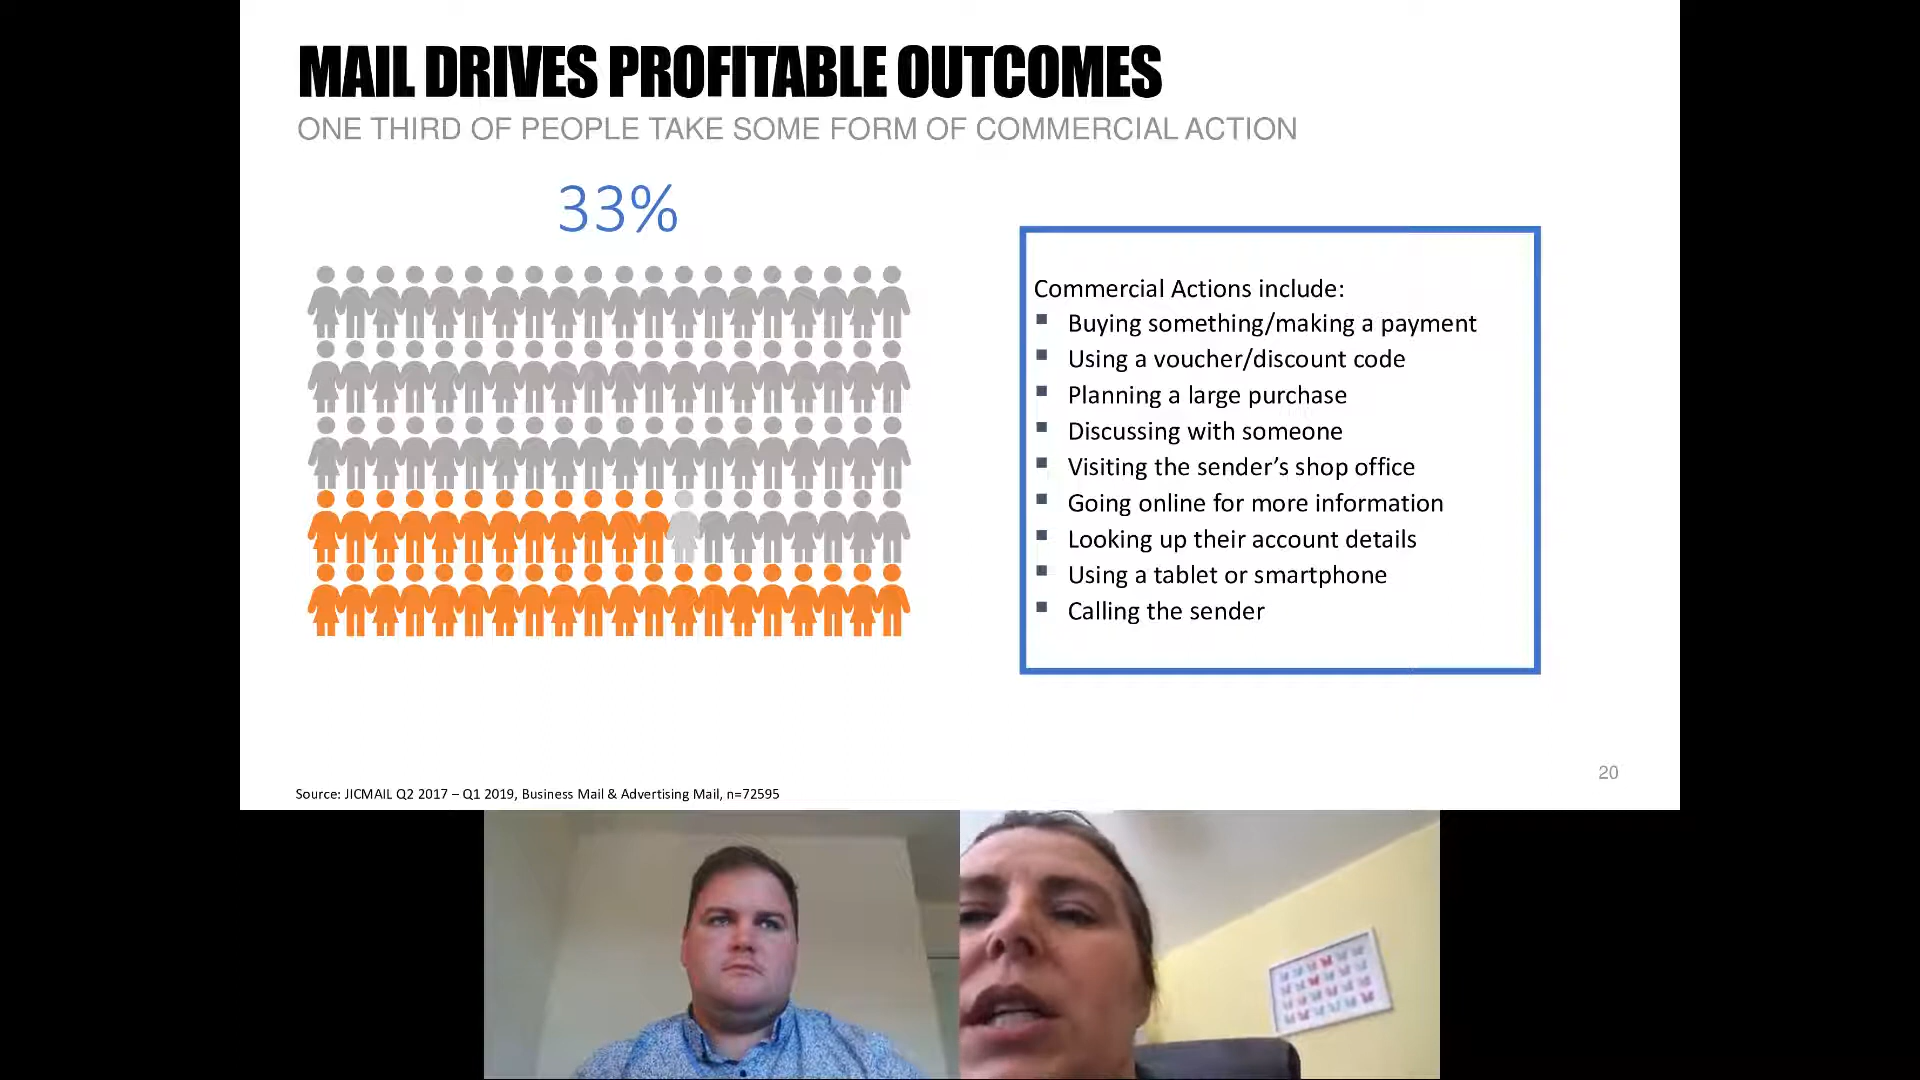 MAIL DRIVES PROFITABLE OUTCOMES
ONE THIRD OF PEOPLE TAKE SOME FORM OF COMMERCIAL ACTION
33%
Commercial Actions include:
▪ Buying something/making a payment
▪ Using a voucher/discount code
▪ Planning a large purchase
▪ Discussing with someone
▪ Visiting the sender’s shop office
▪ Going online for more information
▪ Looking up their account details
▪ Using a tablet or smartphone
▪ Calling the sender
20
Source: JICMAIL Q2 2017 – Q1 2019, Business Mail & Advertising Mail, n=72595